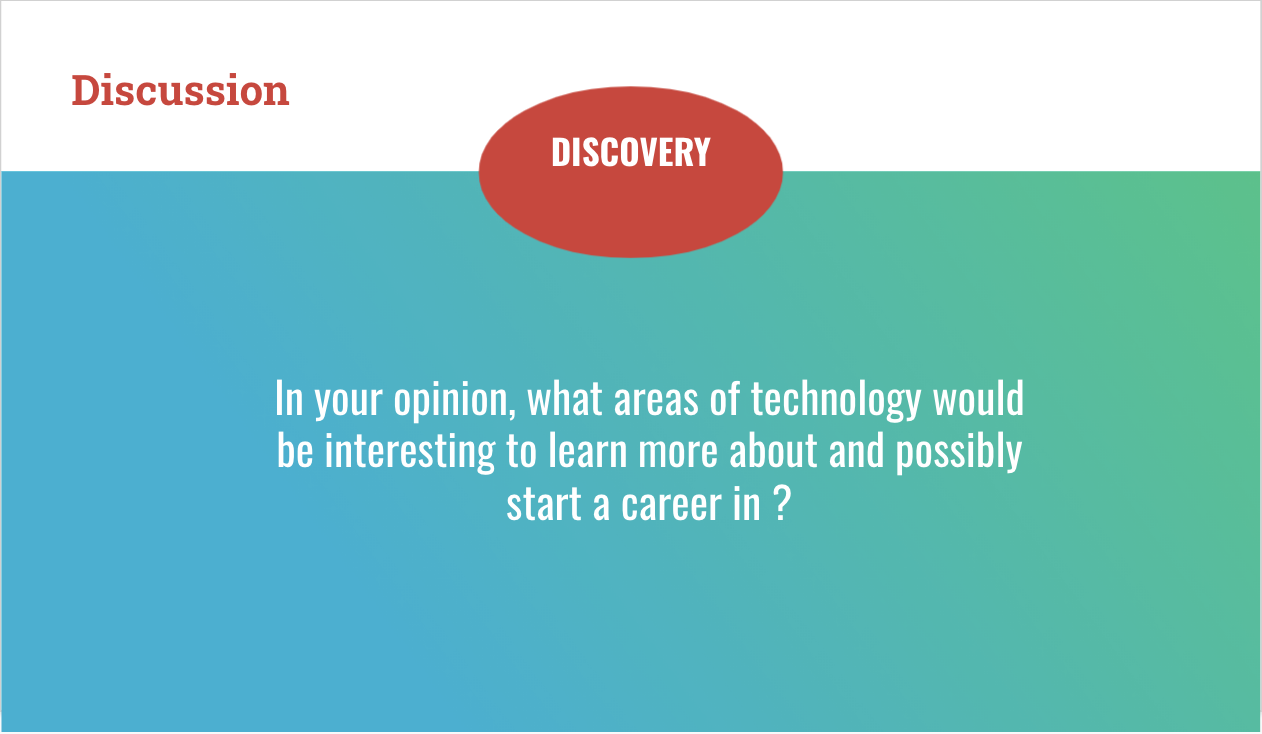 Discussion
DISCOVERY
In your opinion, what areas of technology would
be interesting to learn more about and possibly
start a career in ?